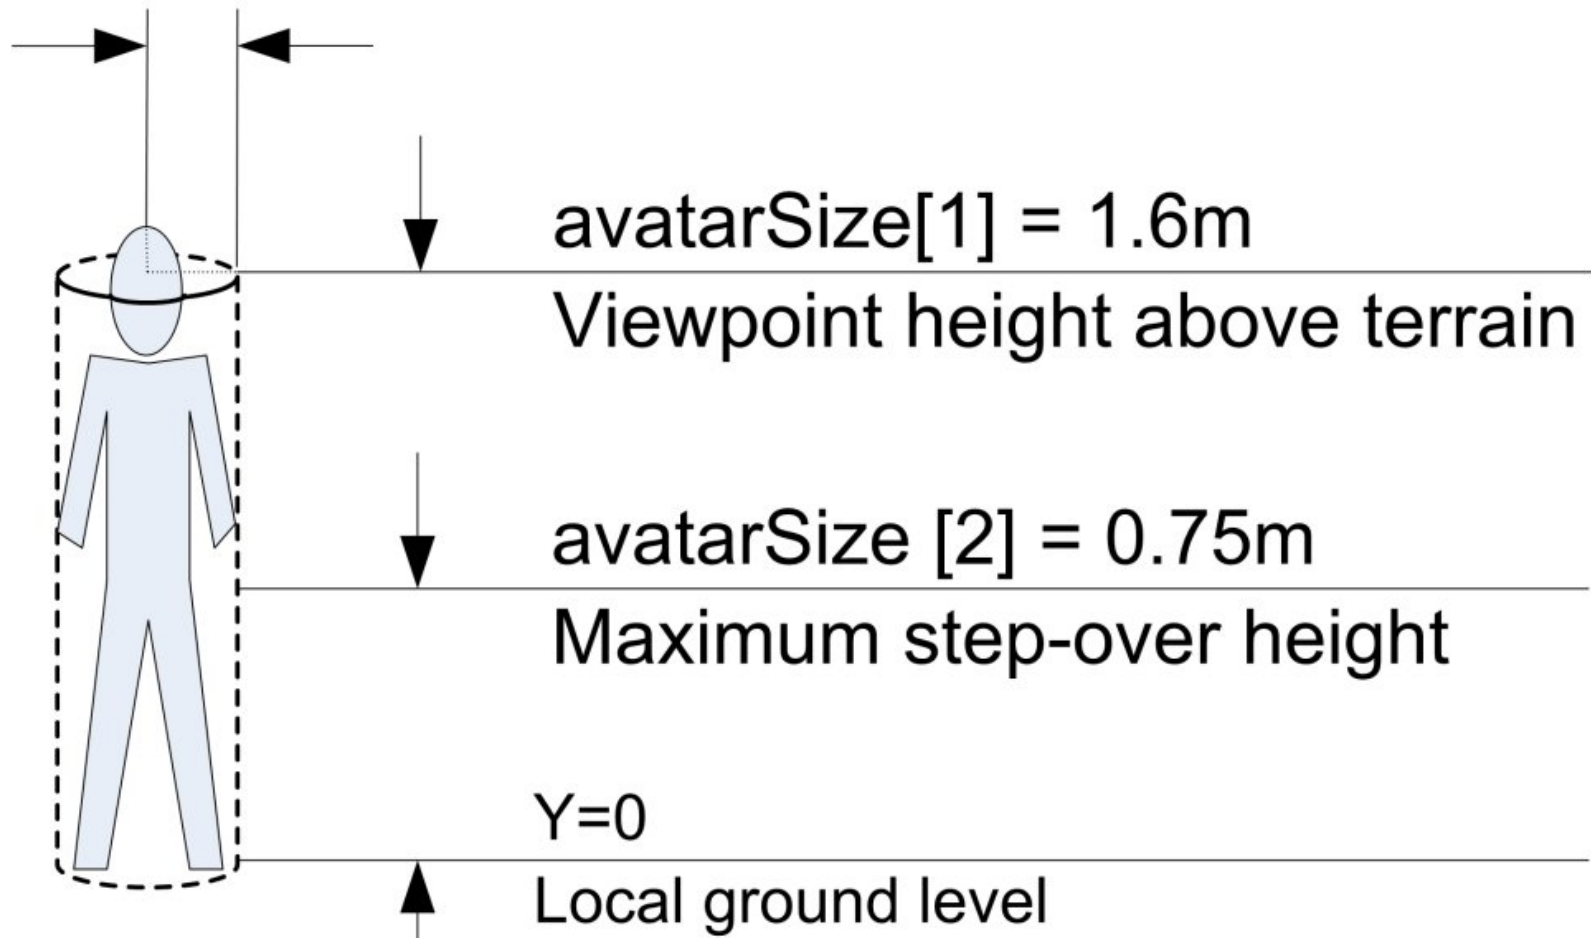 avatarSize[1] = 1.6m
Viewpoint height above terrain
avatarSize [2] = 0.75m
Maximum step-over height
Y=0
Local ground level